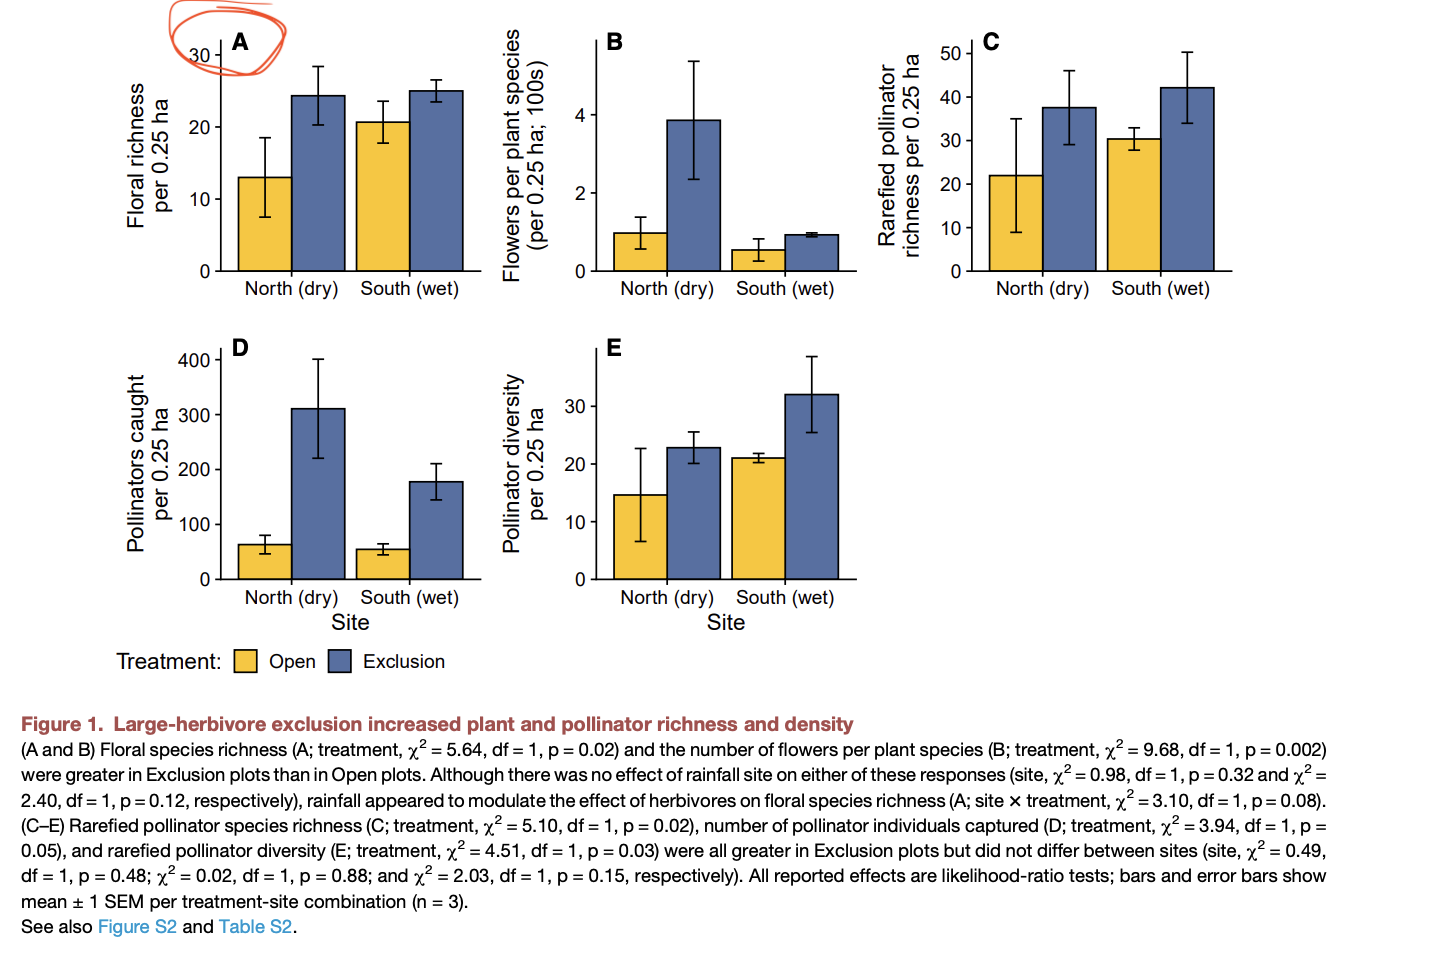 A
30
20
10
0
Floral richness
per 0.25 ha
North (dry) South (wet)
B
4
2
0
Flowers per plant species
(per 0.25 ha; 100s)
North (dry) South (wet)
C
50
40
30
20
10
0
Rarefied pollinator
richness per 0.25 ha
North (dry) South (wet)
D
400
300
200
100
0
Pollinators caught
per 0.25 ha
North (dry) South (wet)
Site
E
30
20
10
0
Pollinator diversity
per 0.25 ha
North (dry) South (wet)
Site
Treatment: Open Exclusion
Figure 1. Large-herbivore exclusion increased plant and pollinator richness and density
(A and B) Floral species richness (A; treatment, χ² = 5.64, df = 1, p = 0.02) and the number of flowers per plant species (B; treatment, χ² = 9.68, df = 1, p = 0.002)
were greater in Exclusion plots than in Open plots. Although there was no effect of rainfall site on either of these responses (site, χ² = 0.98, df = 1, p = 0.32 and χ² =
2.40, df = 1, p = 0.12, respectively), rainfall appeared to modulate the effect of herbivores on floral species richness (A; site × treatment, χ² = 3.10, df = 1, p = 0.08).
(C–E) Rarefied pollinator species richness (C; treatment, χ² = 5.10, df = 1, p = 0.02), number of pollinator individuals captured (D; treatment, χ² = 3.94, df = 1, p =
0.05), and rarefied pollinator diversity (E; treatment, χ² = 4.51, df = 1, p = 0.03) were all greater in Exclusion plots but did not differ between sites (site, χ² = 0.49,
df = 1, p = 0.48; χ² = 0.02, df = 1, p = 0.88; and χ² = 2.03, df = 1, p = 0.15, respectively). All reported effects are likelihood-ratio tests; bars and error bars show
mean ± 1 SEM per treatment-site combination (n = 3).
See also Figure S2 and Table S2.